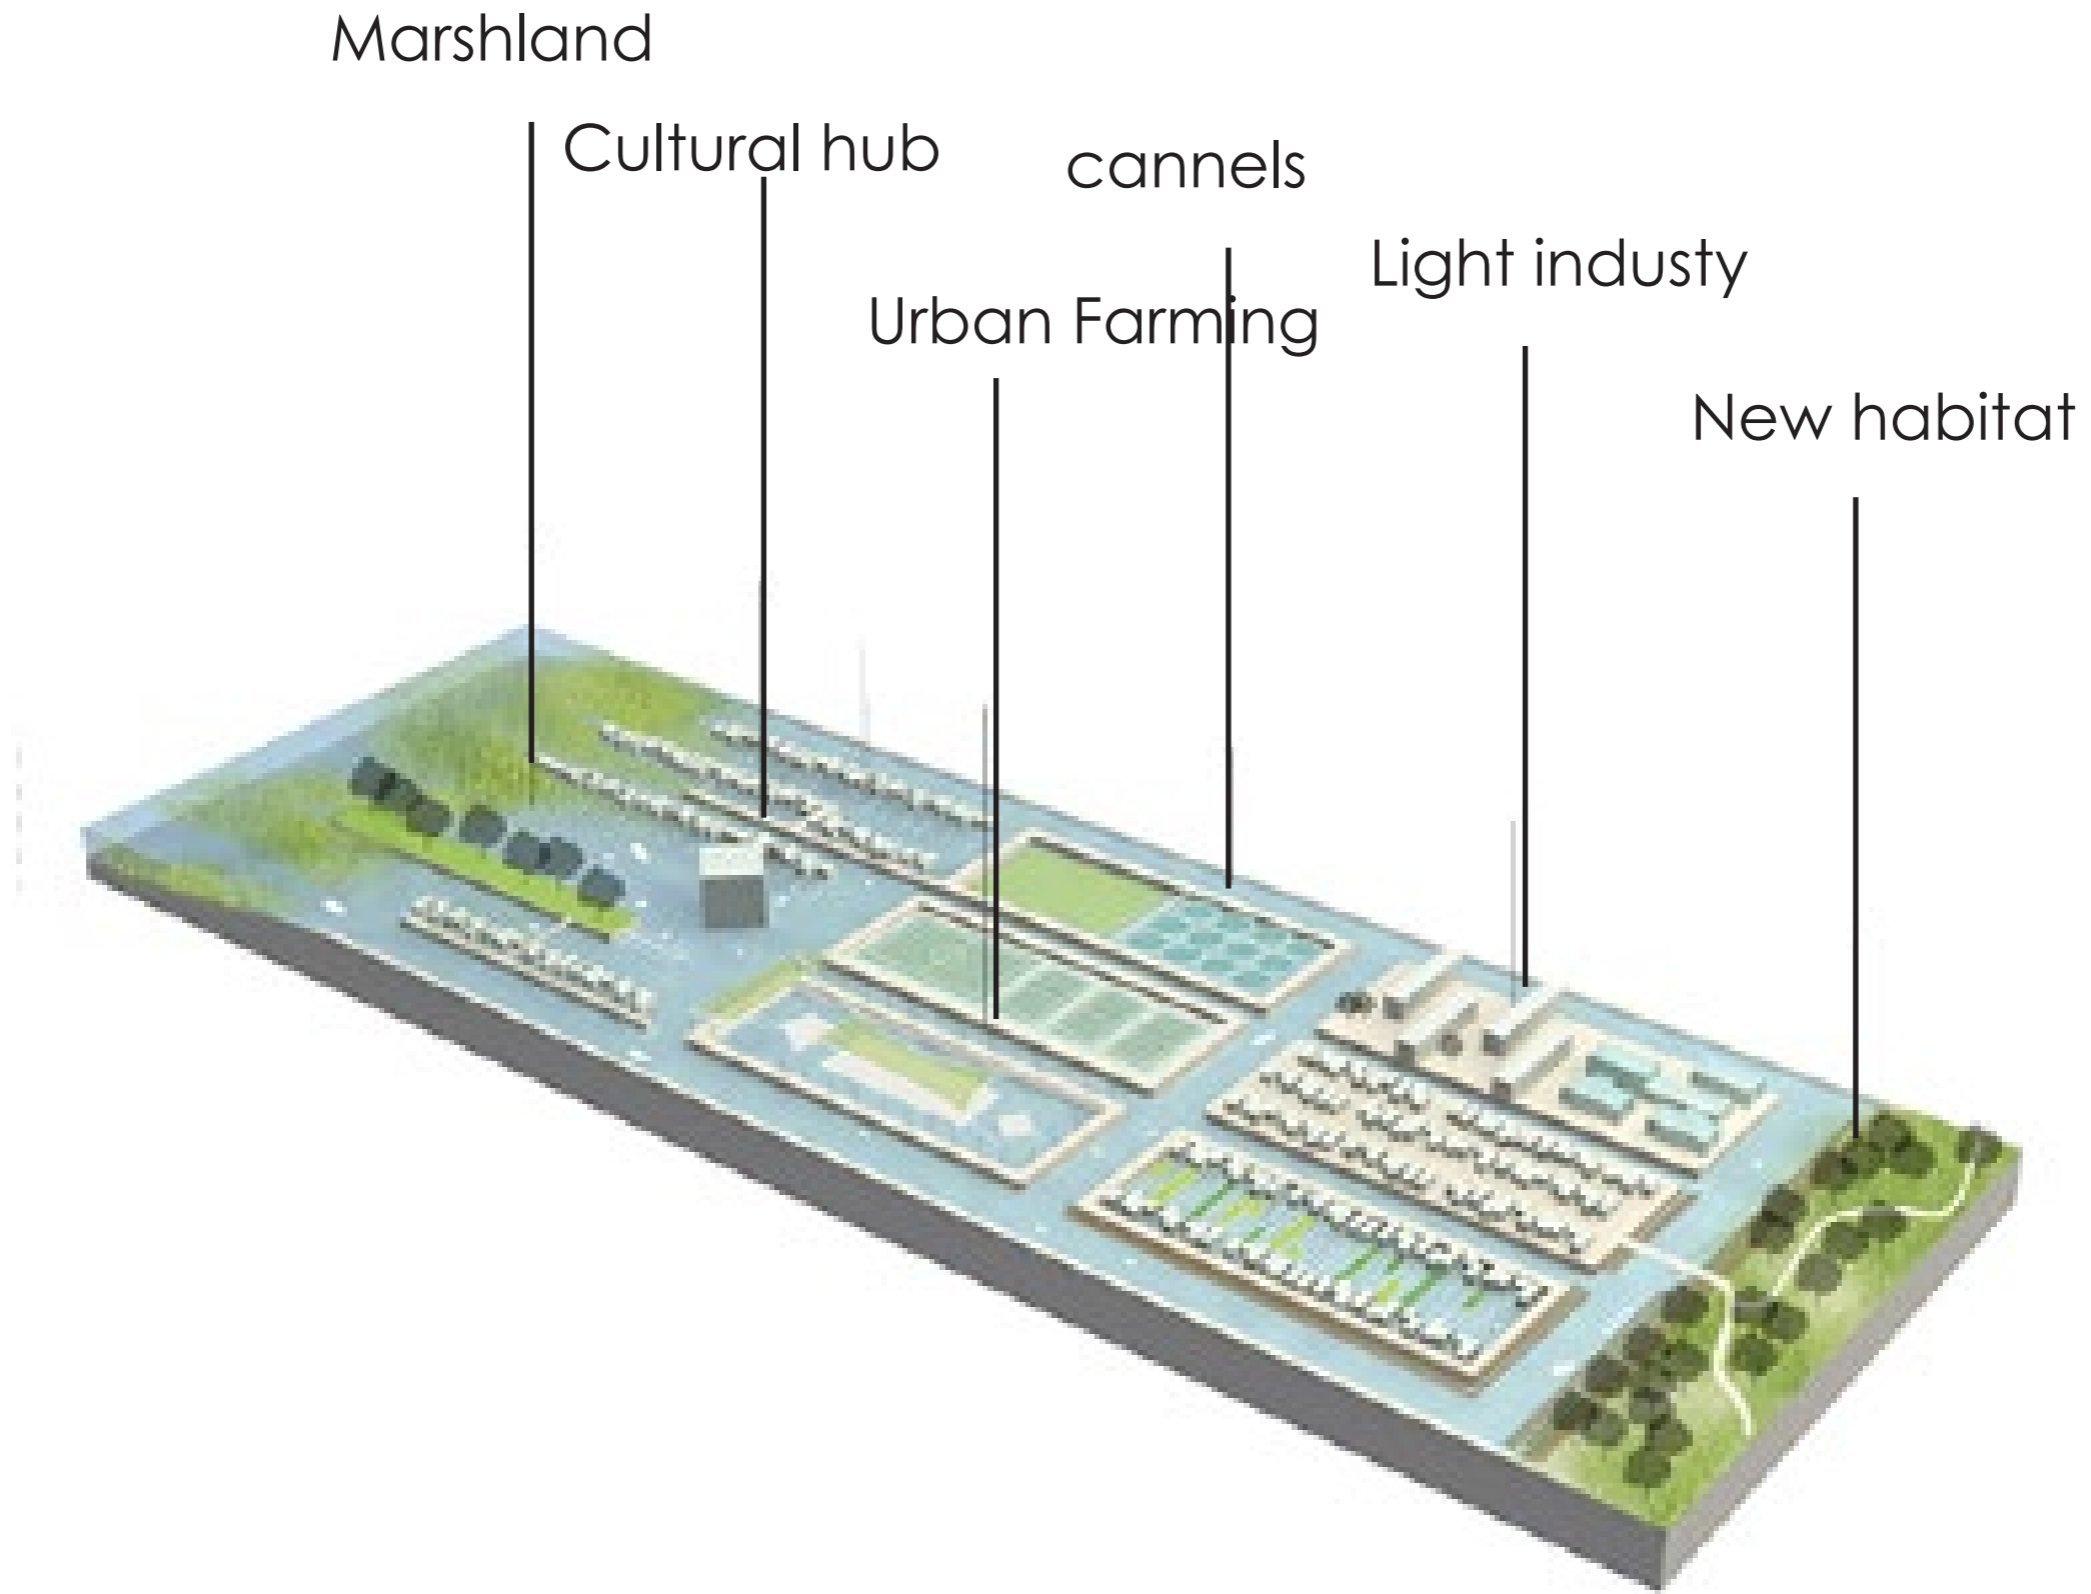 Marshland
Cultural hub
cannels
Light industy
Urban Farming
New habitat